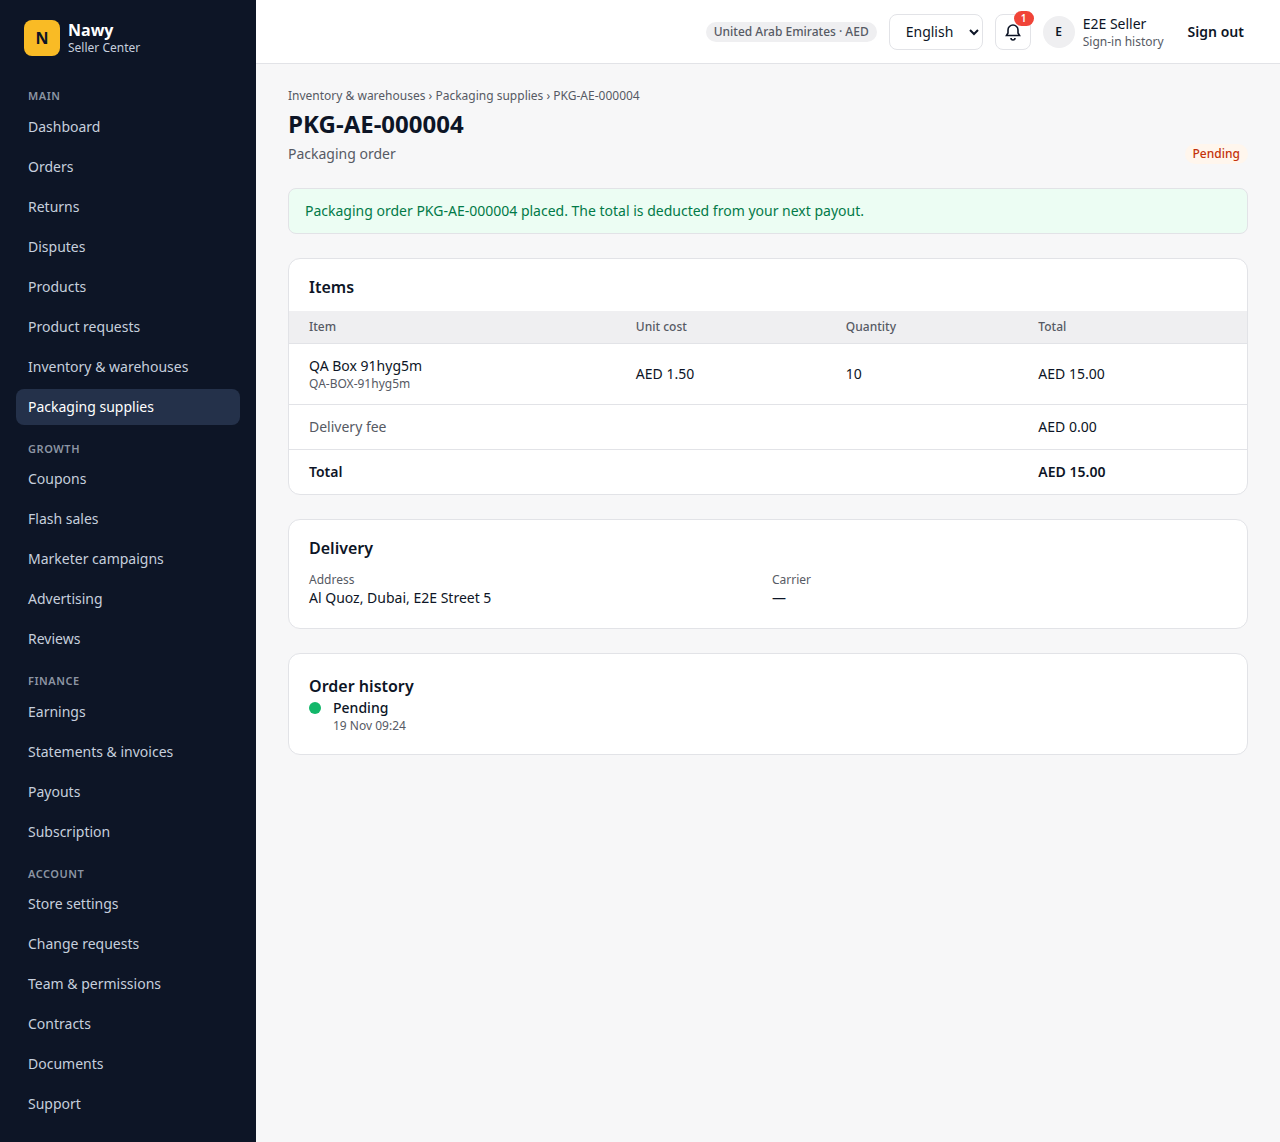 N
Nawy
Seller Center
MAIN
Dashboard
Orders
Returns
Disputes
Products
Product requests
Inventory & warehouses
Packaging supplies
GROWTH
Coupons
Flash sales
Marketer campaigns
Advertising
Reviews
FINANCE
Earnings
Statements & invoices
Payouts
Subscription
ACCOUNT
Store settings
Change requests
Team & permissions
Contracts
Documents
Support
United Arab Emirates · AED
English
1
E
E2E Seller
Sign-in history
Sign out
Inventory & warehouses › Packaging supplies › PKG-AE-000004
PKG-AE-000004
Packaging order
Pending
Packaging order PKG-AE-000004 placed. The total is deducted from your next payout.
Items
Item Unit cost Quantity Total
QA Box 91hyg5m
QA-BOX-91hyg5m
AED 1.50 10 AED 15.00
Delivery fee AED 0.00
Total AED 15.00
Delivery
Address Carrier
Al Quoz, Dubai, E2E Street 5 —
Order history
Pending
19 Nov 09:24